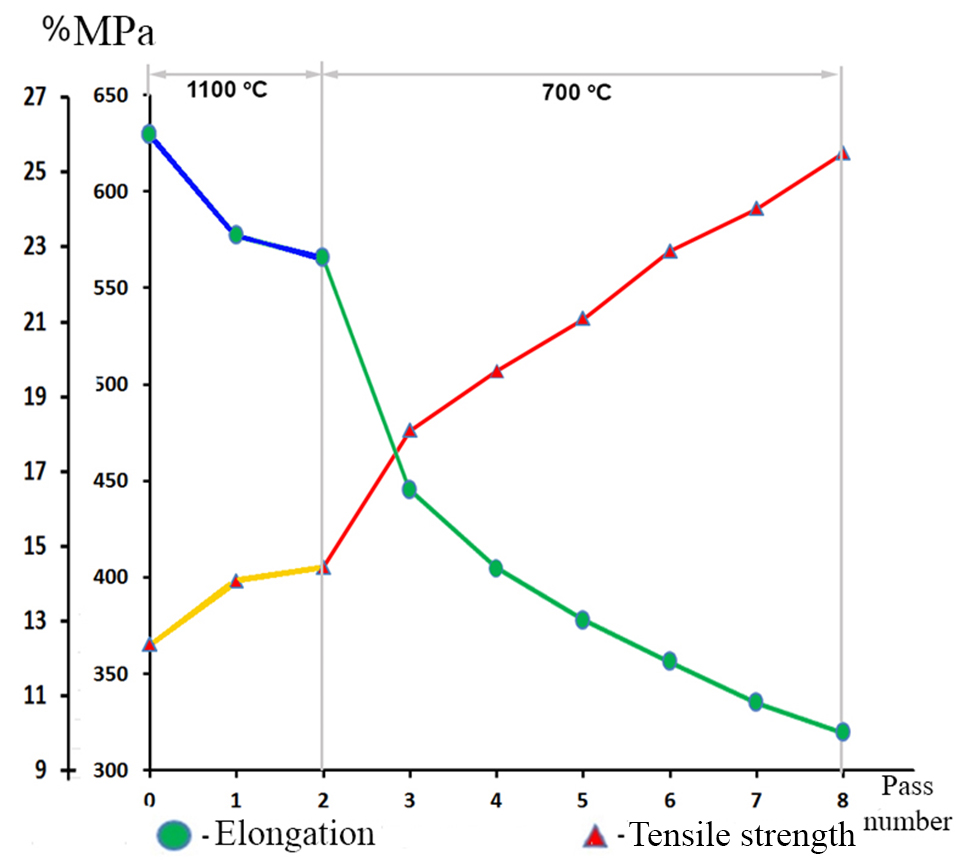 %MPa
1100 °C
700 °C
27
25
23
21
19
17
15
13
11
9
650
600
550
500
450
400
350
300
0 1 2 3 4 5 6 7 8
Pass
number
- Elongation
- Tensile strength